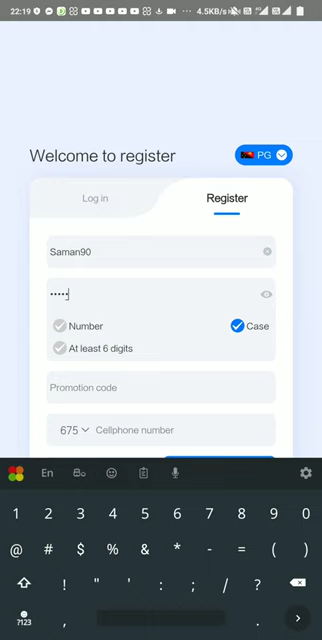 22:19 4.5KB/s
Welcome to register
PG
Log in
Register
Saman90
•••••j
Number
Case
At least 6 digits
Promotion code
675 Cellphone number
En
1 2 3 4 5 6 7 8 9 0
@ # $ % & * - = ( )
! " ' : ; / ?
?123 , .